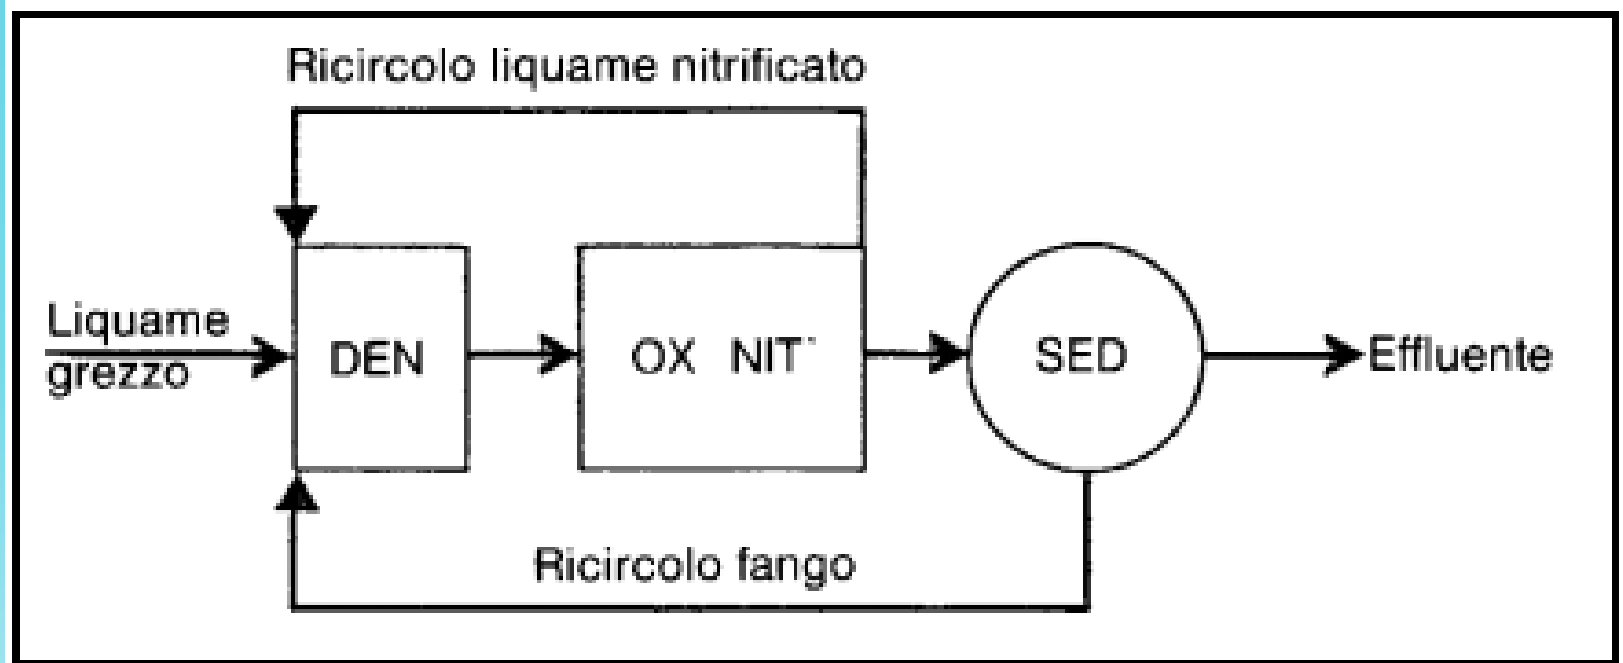 Ricircolo liquame nitrificato
Liquame
grezzo
DEN
OX NIT
SED
Effluente
Ricircolo fango